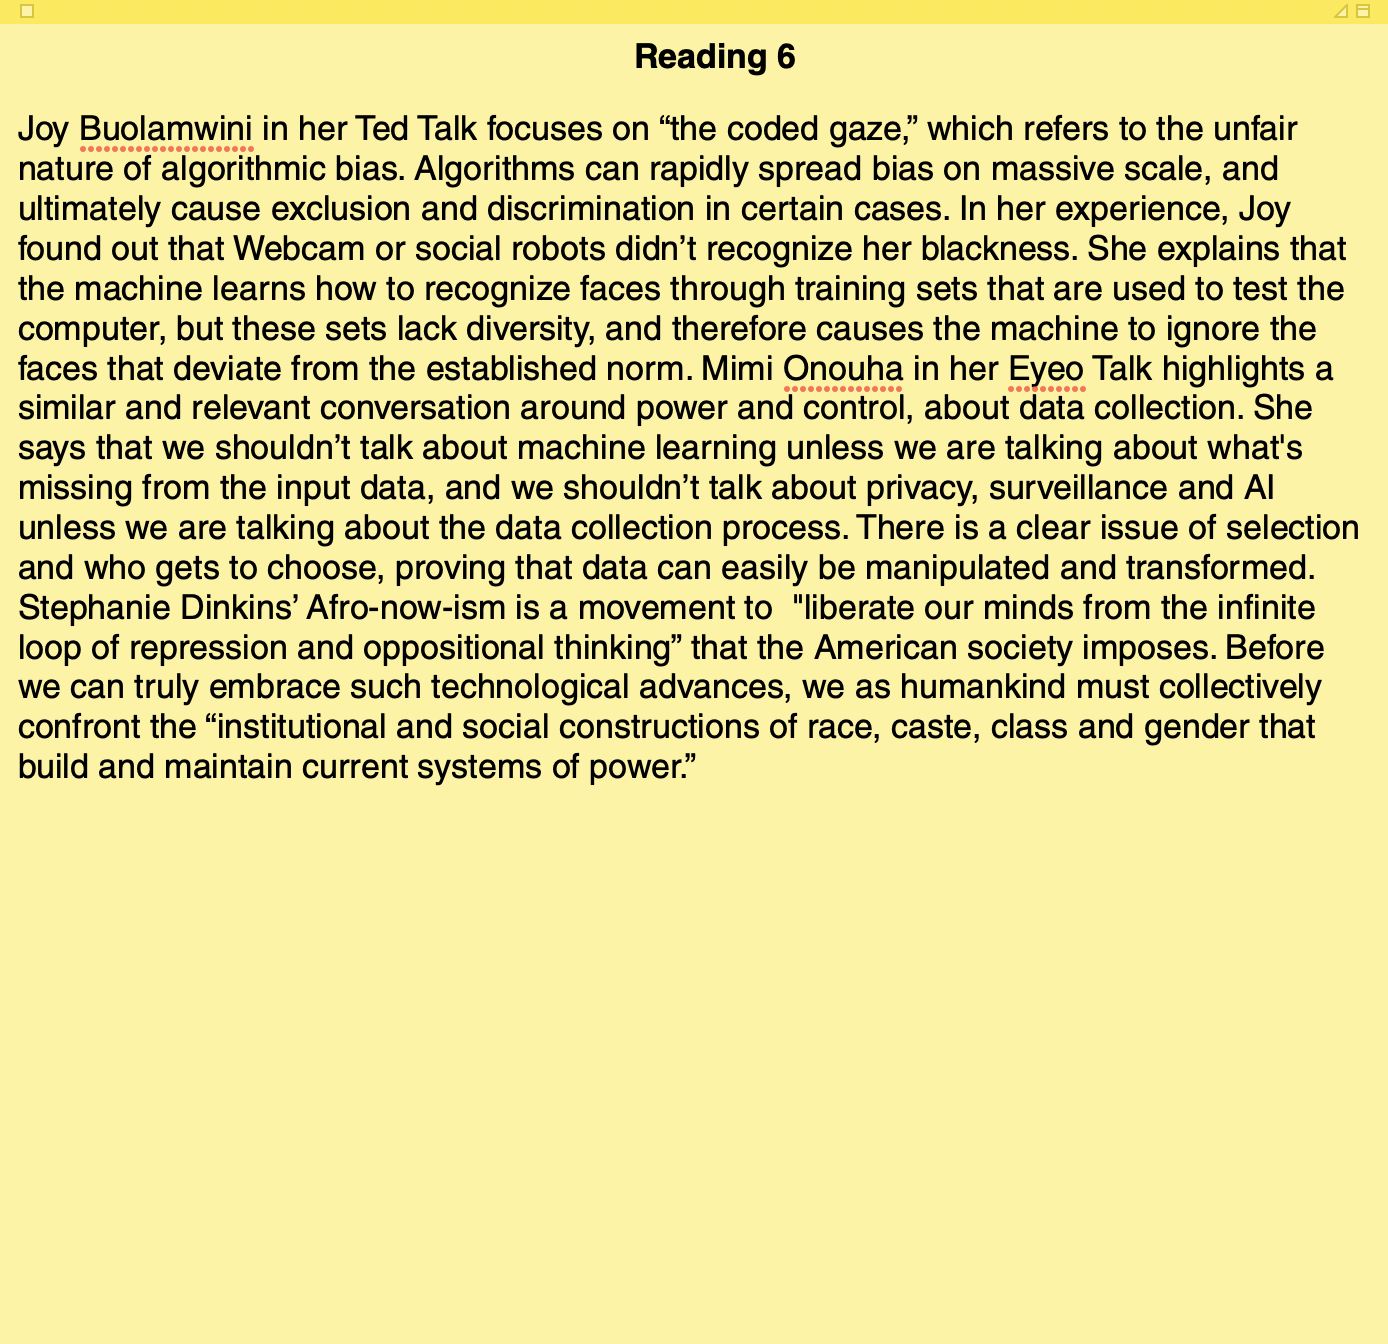 Reading 6
Joy Buolamwini in her Ted Talk focuses on “the coded gaze,” which refers to the unfair
nature of algorithmic bias. Algorithms can rapidly spread bias on massive scale, and
ultimately cause exclusion and discrimination in certain cases. In her experience, Joy
found out that Webcam or social robots didn’t recognize her blackness. She explains that
the machine learns how to recognize faces through training sets that are used to test the
computer, but these sets lack diversity, and therefore causes the machine to ignore the
faces that deviate from the established norm. Mimi Onouha in her Eyeo Talk highlights a
similar and relevant conversation around power and control, about data collection. She
says that we shouldn’t talk about machine learning unless we are talking about what's
missing from the input data, and we shouldn’t talk about privacy, surveillance and AI
unless we are talking about the data collection process. There is a clear issue of selection
and who gets to choose, proving that data can easily be manipulated and transformed.
Stephanie Dinkins’ Afro-now-ism is a movement to  "liberate our minds from the infinite
loop of repression and oppositional thinking” that the American society imposes. Before
we can truly embrace such technological advances, we as humankind must collectively
confront the “institutional and social constructions of race, caste, class and gender that
build and maintain current systems of power.”